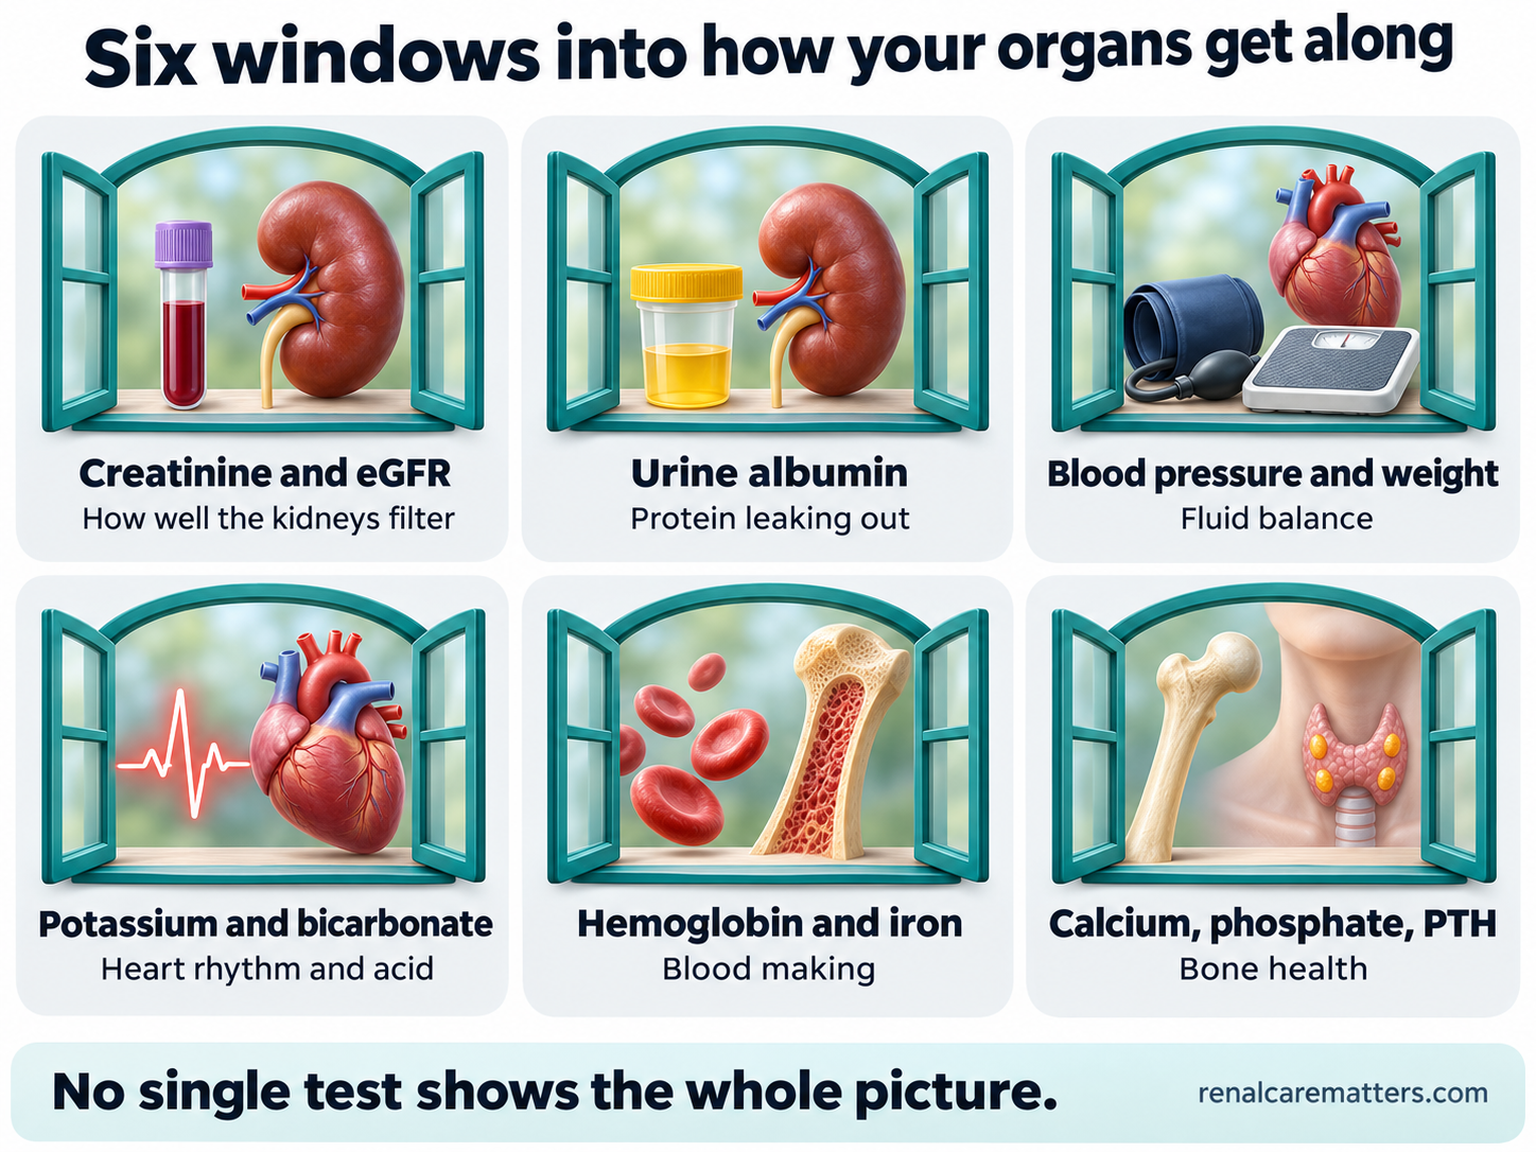 Six windows into how your organs get along
Creatinine and eGFR
How well the kidneys filter
Urine albumin
Protein leaking out
Blood pressure and weight
Fluid balance
Potassium and bicarbonate
Heart rhythm and acid
Hemoglobin and iron
Blood making
Calcium, phosphate, PTH
Bone health
No single test shows the whole picture.
renalcarematters.com